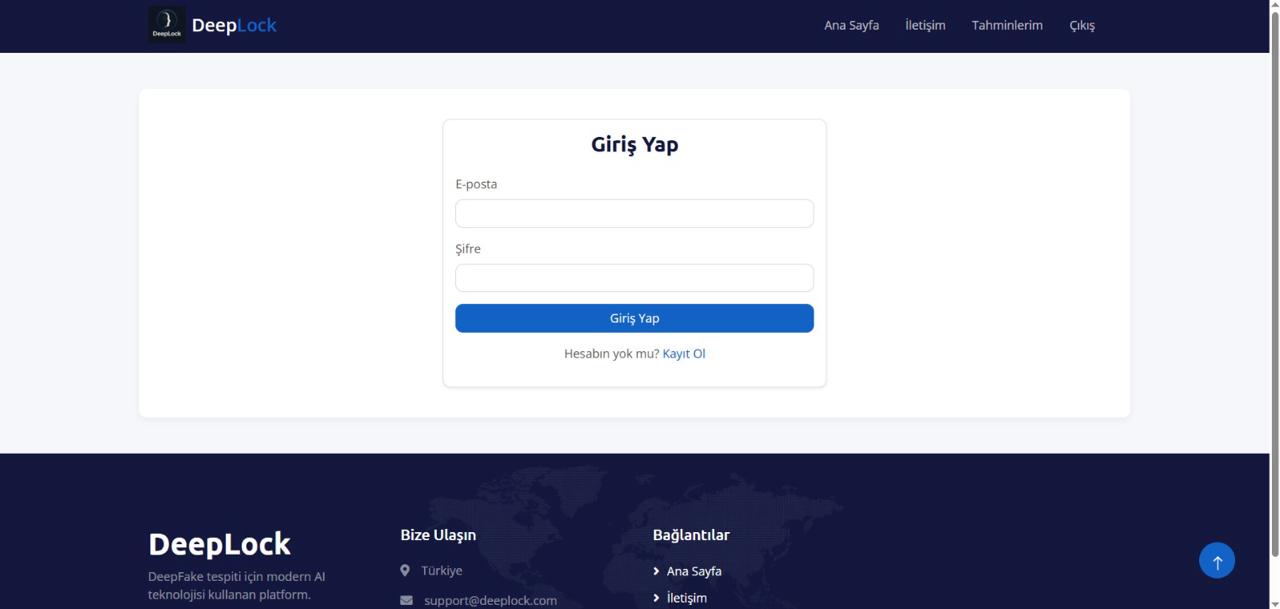 DeepLock
DeepLock
Ana Sayfa İletişim Tahminlerim Çıkış
Giriş Yap
E-posta
Şifre
Giriş Yap
Hesabın yok mu? Kayıt Ol
DeepLock
DeepFake tespiti için modern AI
teknolojisi kullanan platform.
Bize Ulaşın
Türkiye
support@deeplock.com
Bağlantılar
Ana Sayfa
İletişim